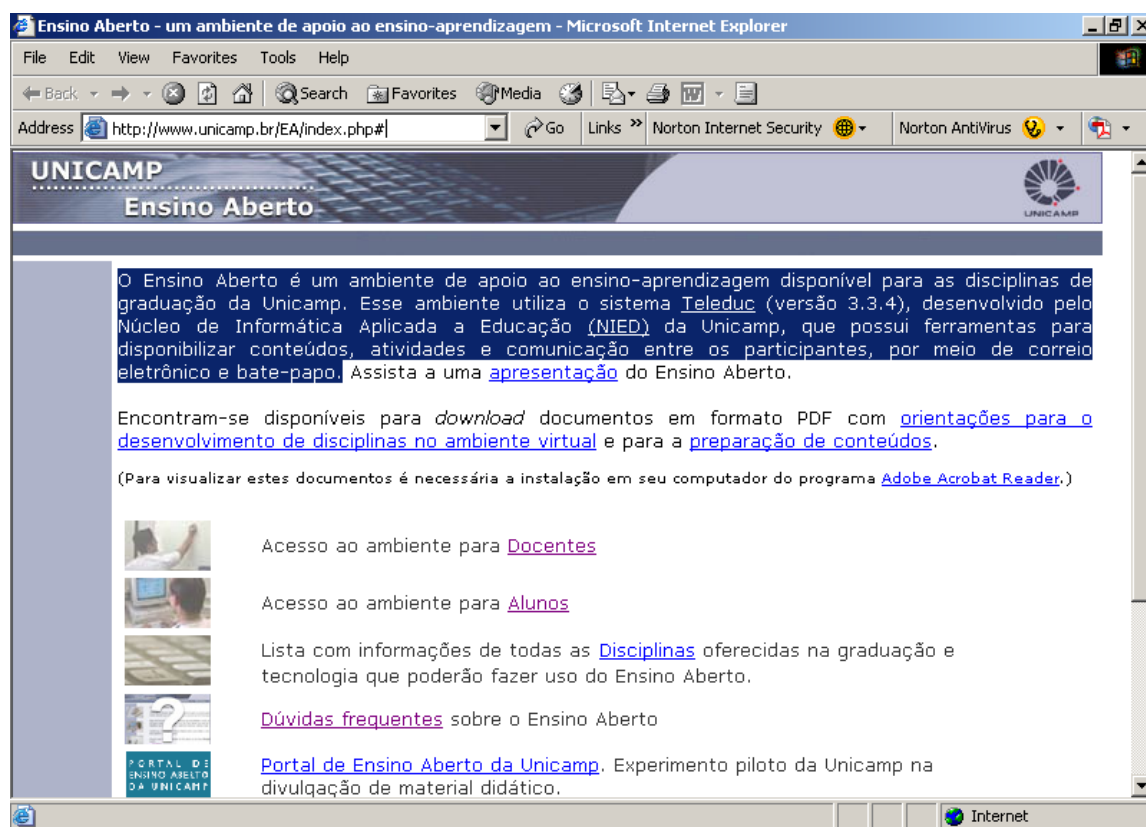 Ensino Aberto - um ambiente de apoio ao ensino-aprendizagem - Microsoft Internet Explorer
File Edit View Favorites Tools Help
Back Search Favorites Media
Address http://www.unicamp.br/EA/index.php# Go Links » Norton Internet Security Norton AntiVirus
UNICAMP
Ensino Aberto
UNICAMP
O Ensino Aberto é um ambiente de apoio ao ensino-aprendizagem disponível para as disciplinas de
graduação da Unicamp. Esse ambiente utiliza o sistema Teleduc (versão 3.3.4), desenvolvido pelo
Núcleo de Informática Aplicada a Educação (NIED) da Unicamp, que possui ferramentas para
disponibilizar conteúdos, atividades e comunicação entre os participantes, por meio de correio
eletrônico e bate-papo. Assista a uma apresentação do Ensino Aberto.
Encontram-se disponíveis para download documentos em formato PDF com orientações para o
desenvolvimento de disciplinas no ambiente virtual e para a preparação de conteúdos.
(Para visualizar estes documentos é necessária a instalação em seu computador do programa Adobe Acrobat Reader.)
Acesso ao ambiente para Docentes
Acesso ao ambiente para Alunos
Lista com informações de todas as Disciplinas oferecidas na graduação e
tecnologia que poderão fazer uso do Ensino Aberto.
?
Dúvidas frequentes sobre o Ensino Aberto
PORTAL DE
ENSINO ABERTO
DA UNICAMP
Portal de Ensino Aberto da Unicamp. Experimento piloto da Unicamp na
divulgação de material didático.
Internet